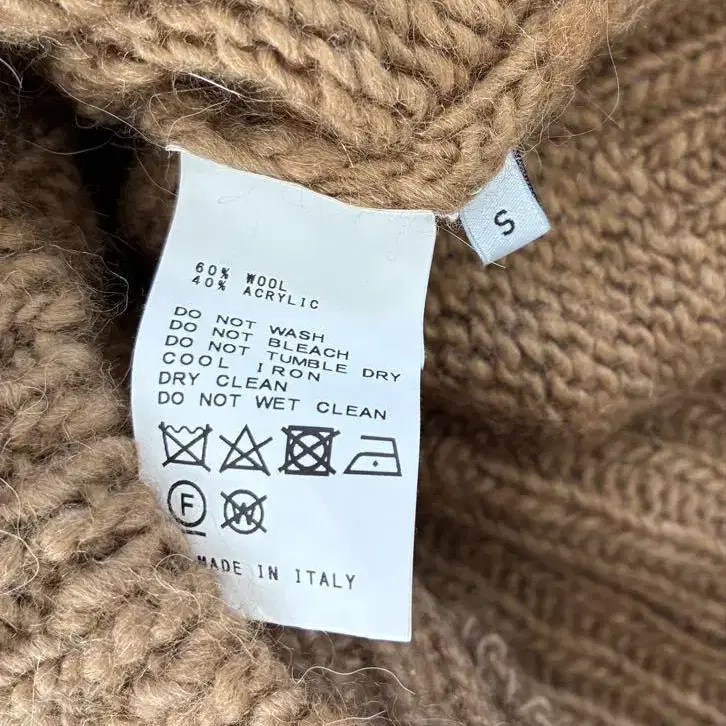 S
60% WOOL
40% ACRYLIC
DO NOT WASH
DO NOT BLEACH
DO NOT TUMBLE DRY
COOL IRON
DRY CLEAN
DO NOT WET CLEAN
F W
MADE IN ITALY